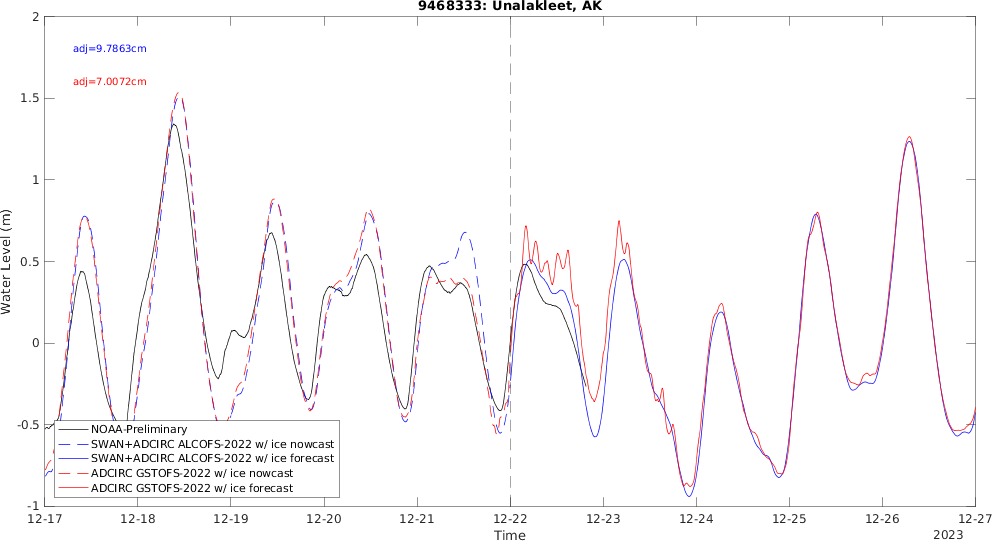 9468333: Unalakleet, AK
adj=9.7863cm
adj=7.0072cm
Water Level (m)
2
1.5
1
0.5
0
-0.5
-1
NOAA-Preliminary
SWAN+ADCIRC ALCOFS-2022 w/ ice nowcast
SWAN+ADCIRC ALCOFS-2022 w/ ice forecast
ADCIRC GSTOFS-2022 w/ ice nowcast
ADCIRC GSTOFS-2022 w/ ice forecast
12-17 12-18 12-19 12-20 12-21 12-22 12-23 12-24 12-25 12-26 12-27
Time
2023